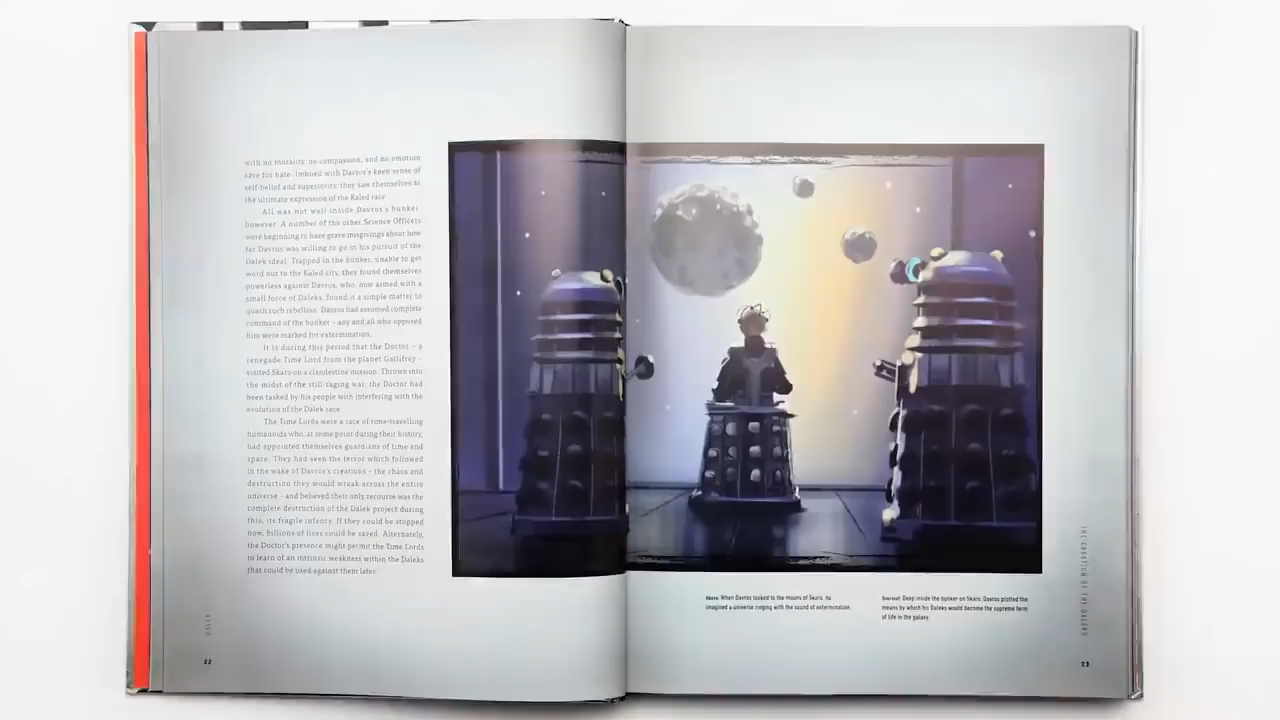 with no morality, no compassion, and no emotion
save for hate. Imbued with Davros's keen sense of
self-belief and superiority, they saw themselves as
the ultimate expression of the Kaled race.
All was not well inside Davros's bunker,
however. A number of the other Science Officers
were beginning to have grave misgivings about how
far Davros was willing to go in his pursuit of the
Dalek ideal. Trapped in the bunker, unable to get
word out to the Kaled city, they found themselves
powerless against Davros, who, now armed with a
small force of Daleks, found it a simple matter to
quash such rebellion. Davros had assumed complete
command of the bunker – any and all who opposed
him were marked for extermination.
It is during this period that the Doctor – a
renegade Time Lord from the planet Gallifrey –
visited Skaro on a clandestine mission. Thrown into
the midst of the still-raging war, the Doctor had
been tasked by his people with interfering with the
evolution of the Dalek race.
The Time Lords were a race of time-travelling
humanoids who, at some point during their history,
had appointed themselves guardians of time and
space. They had seen the terror which followed
in the wake of Davros's creations – the chaos and
destruction they would wreak across the entire
universe – and believed their only recourse was the
complete destruction of the Dalek project during
this, its fragile infancy. If they could be stopped
now, billions of lives could be saved. Alternately,
the Doctor's presence might permit the Time Lords
to learn of an intrinsic weakness within the Daleks
that could be used against them later.
22
Above: When Davros looked to the moons of Skaro, he
imagined a universe ringing with the sound of extermination.
Overleaf: Deep inside the bunker on Skaro, Davros plotted the
means by which his Daleks would become the supreme form
of life in the galaxy.
THE CREATION OF THE DALEKS
23